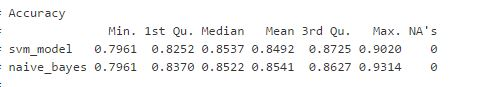 # Accuracy
# Min. 1st Qu. Median Mean 3rd Qu. Max. NA's
# svm_model 0.7961 0.8252 0.8537 0.8492 0.8725 0.9020 0
# naive_bayes 0.7961 0.8370 0.8522 0.8541 0.8627 0.9314 0
#